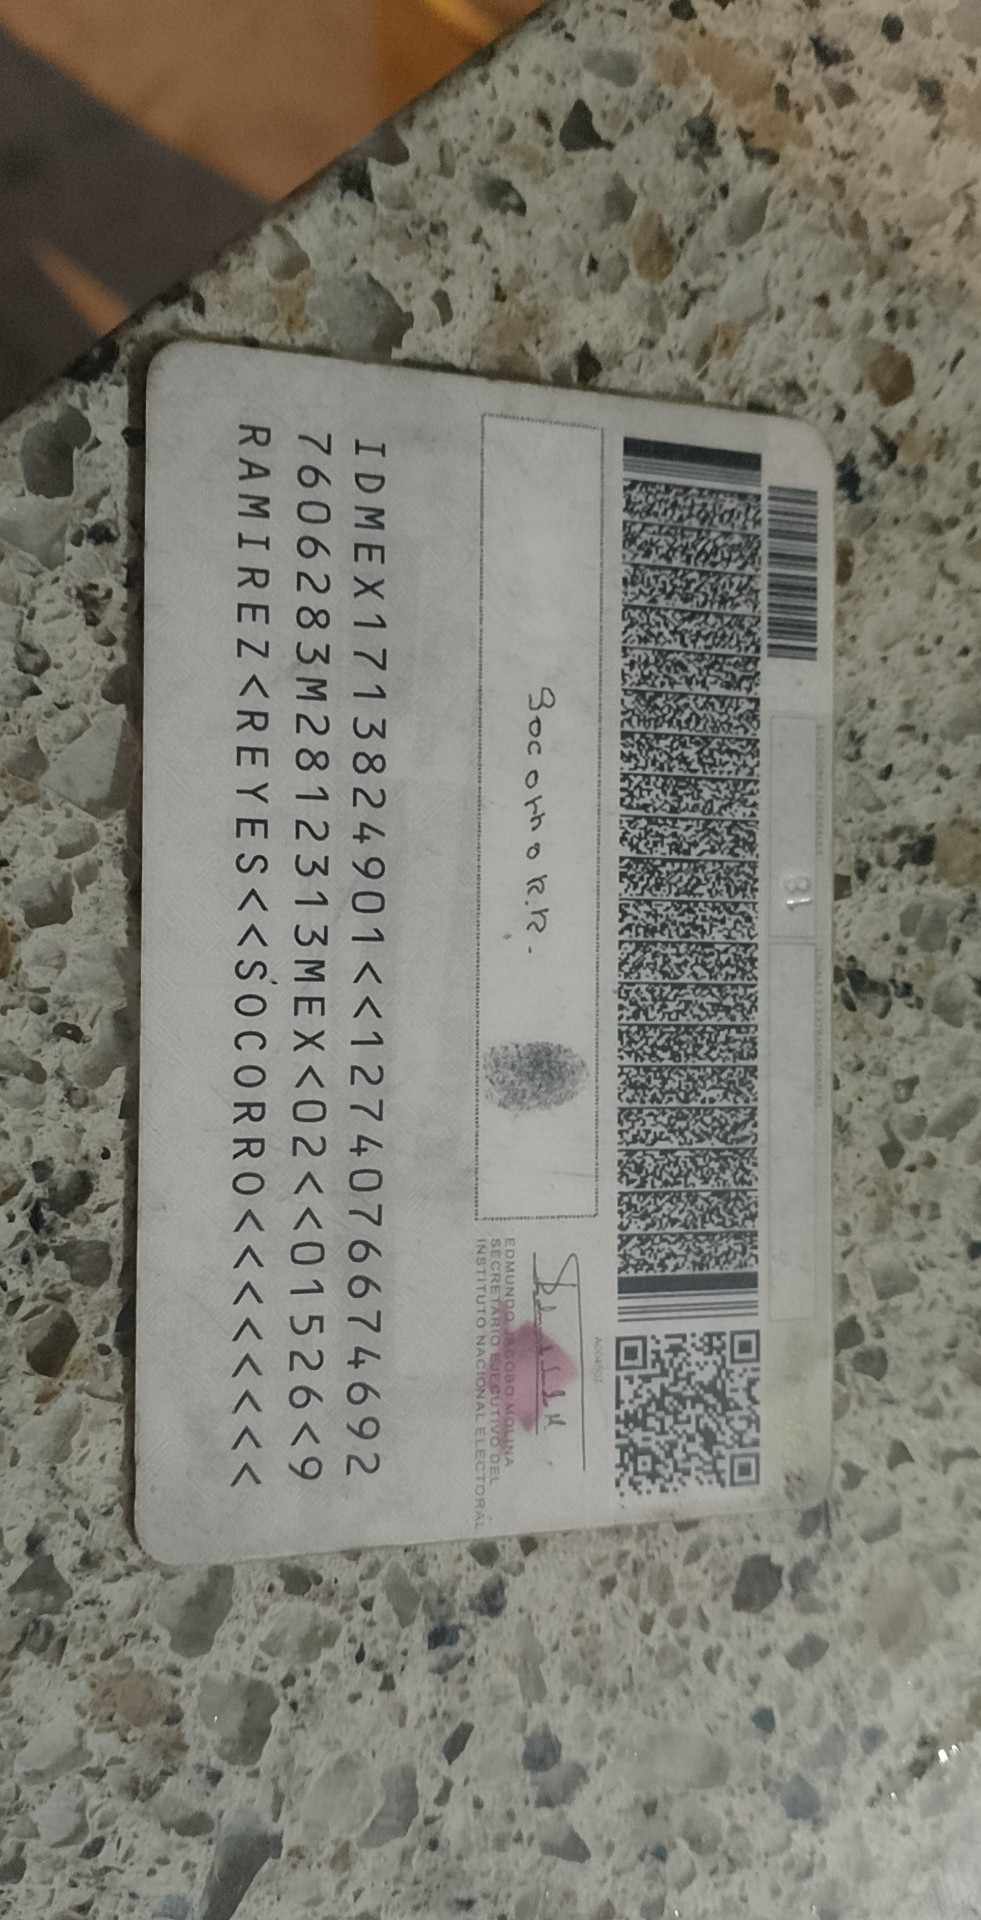 31
socorro R.R.
EDMUNDO JACOBO MOLINA
SECRETARIO EJECUTIVO DEL
INSTITUTO NACIONAL ELECTORAL
IDMEX1713824901<<1274076674692
7606283M2812313MEX<02<<01526<9
RAMIREZ<REYES<<SOCORRO<<<<<<<<